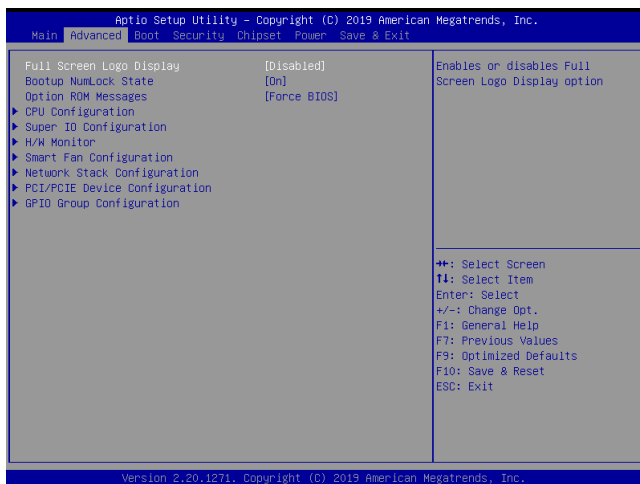 Aptio Setup Utility – Copyright (C) 2019 American Megatrends, Inc.
Main Advanced Boot Security Chipset Power Save & Exit
Full Screen Logo Display [Disabled]
Bootup NumLock State [On]
Option ROM Messages [Force BIOS]
CPU Configuration
Super IO Configuration
H/W Monitor
Smart Fan Configuration
Network Stack Configuration
PCI/PCIE Device Configuration
GPIO Group Configuration
Enables or disables Full
Screen Logo Display option
→←: Select Screen
↑↓: Select Item
Enter: Select
+/-: Change Opt.
F1: General Help
F7: Previous Values
F9: Optimized Defaults
F10: Save & Reset
ESC: Exit
Version 2.20.1271. Copyright (C) 2019 American Megatrends, Inc.